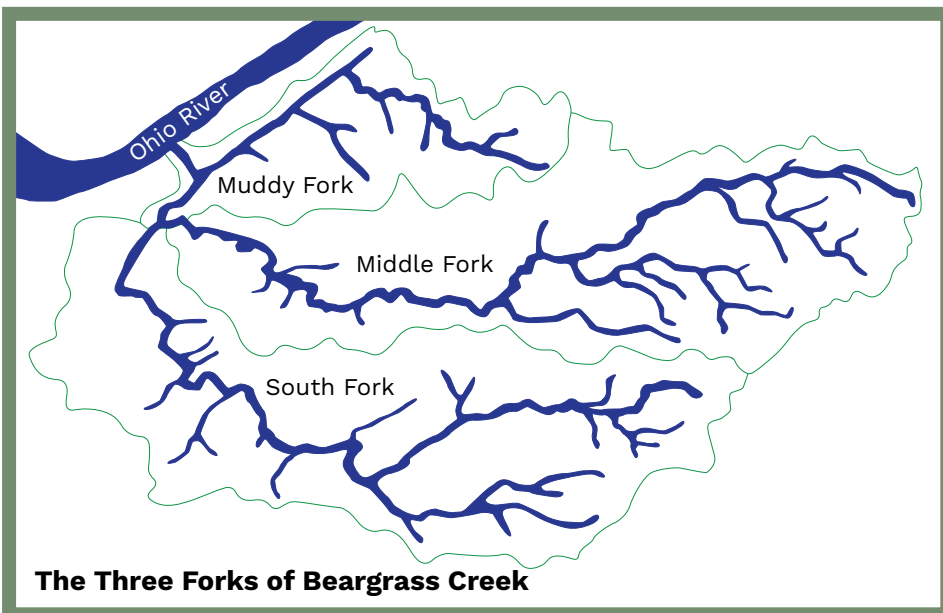 Ohio River
Muddy Fork
Middle Fork
South Fork
The Three Forks of Beargrass Creek